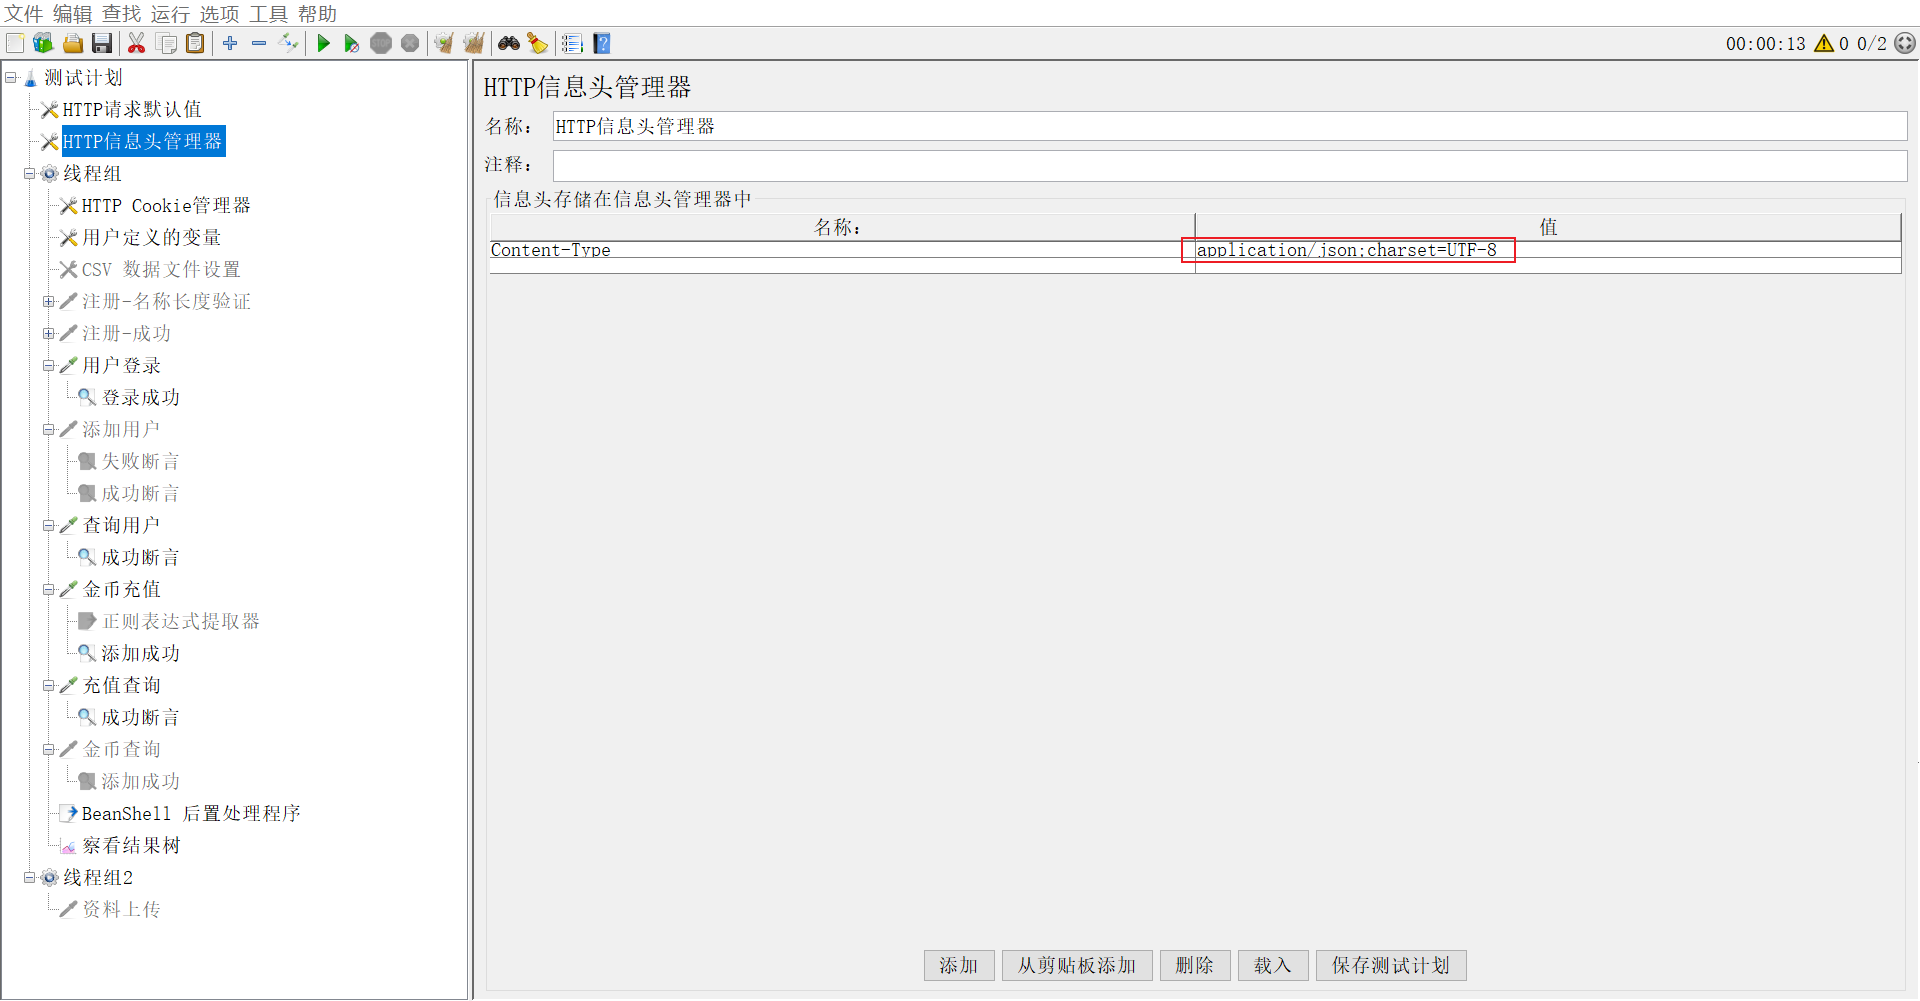 文件 编辑 查找 运行 选项 工具 帮助
00:00:13 0 0/2
测试计划
HTTP请求默认值
HTTP信息头管理器
线程组
HTTP Cookie管理器
用户定义的变量
CSV 数据文件设置
注册-名称长度验证
注册-成功
用户登录
登录成功
添加用户
失败断言
成功断言
查询用户
成功断言
金币充值
正则表达式提取器
添加成功
充值查询
成功断言
金币查询
添加成功
BeanShell 后置处理程序
察看结果树
线程组2
资料上传
HTTP信息头管理器
名称: HTTP信息头管理器
注释:
信息头存储在信息头管理器中
名称: 值
Content-Type application/json;charset=UTF-8
添加 从剪贴板添加 删除 载入 保存测试计划